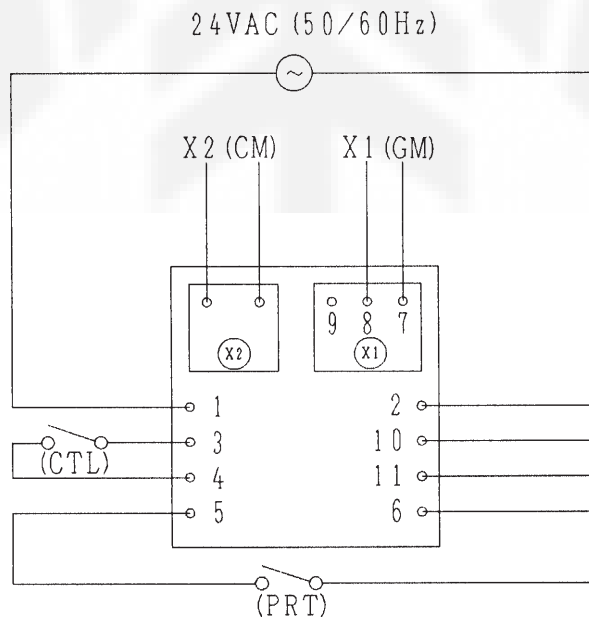 24VAC (50/60Hz)
~
X2 (CM) X1 (GM)
9 8 7
X2 X1
1 2
3 10
(CTL)
4 11
5 6
(PRT)